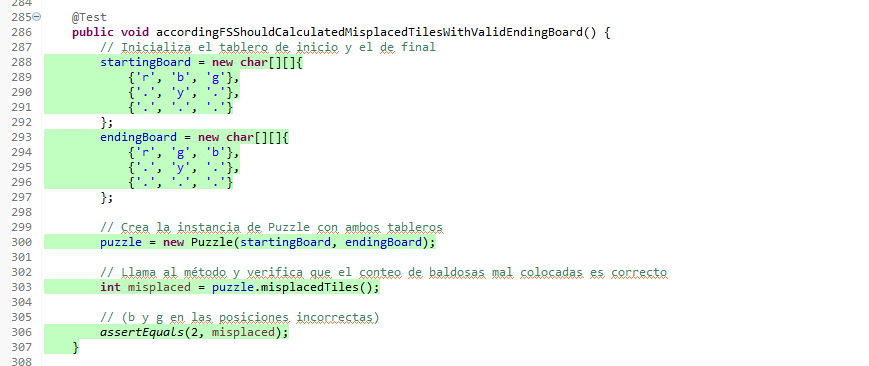 284
285 @Test
286 public void accordingFSShouldCalculatedMisplacedTilesWithValidEndingBoard() {
287 // Inicializa el tablero de inicio y el de final
288 startingBoard = new char[][]{
289 {'r', 'b', 'g'},
290 {'.', 'y', '.'},
291 {'.', '.', '.'}
292 };
293 endingBoard = new char[][]{
294 {'r', 'g', 'b'},
295 {'.', 'y', '.'},
296 {'.', '.', '.'}
297 };
298
299 // Crea la instancia de Puzzle con ambos tableros
300 puzzle = new Puzzle(startingBoard, endingBoard);
301
302 // Llama al método y verifica que el conteo de baldosas mal colocadas es correcto
303 int misplaced = puzzle.misplacedTiles();
304
305 // (b y g en las posiciones incorrectas)
306 assertEquals(2, misplaced);
307 }
308